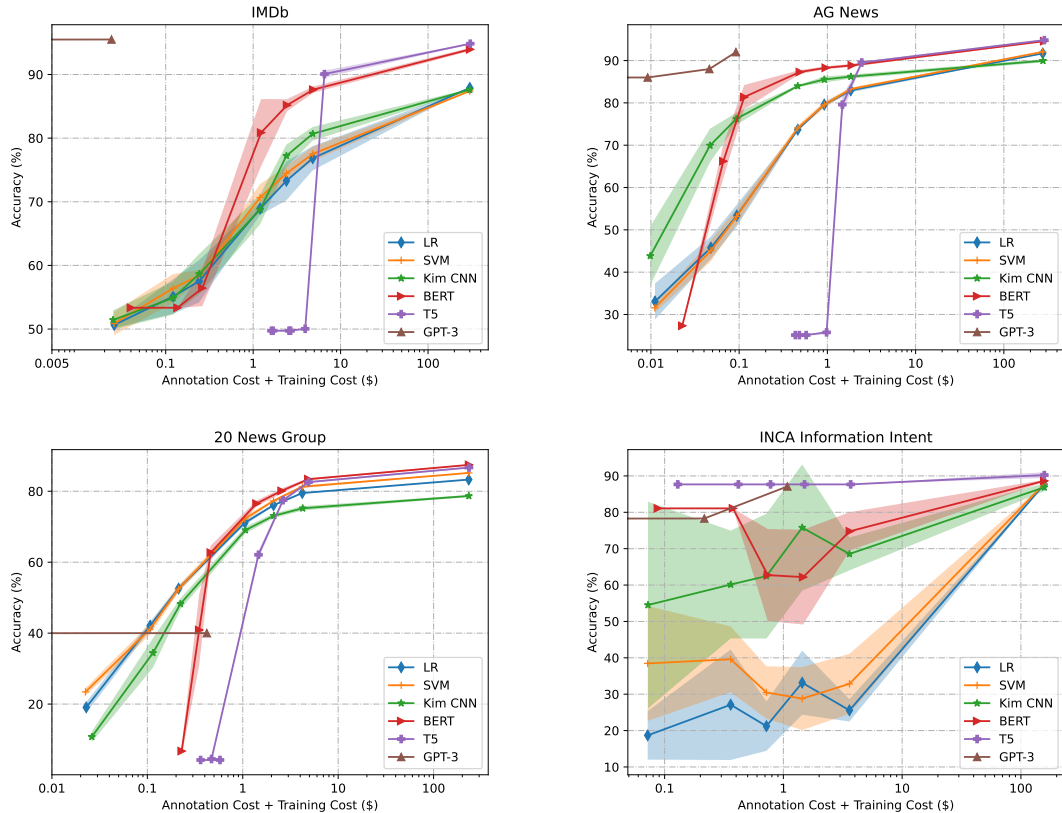 IMDb
Accuracy (%)
90
80
70
60
50
0.005
0.1
1
10
100
Annotation Cost + Training Cost ($)
LR
SVM
Kim CNN
BERT
T5
GPT-3
AG News
Accuracy (%)
90
80
70
60
50
40
30
0.01
0.1
1
10
100
Annotation Cost + Training Cost ($)
LR
SVM
Kim CNN
BERT
T5
GPT-3
20 News Group
Accuracy (%)
80
60
40
20
0.01
0.1
1
10
100
Annotation Cost + Training Cost ($)
LR
SVM
Kim CNN
BERT
T5
GPT-3
INCA Information Intent
Accuracy (%)
90
80
70
60
50
40
30
20
10
0.1
1
10
100
Annotation Cost + Training Cost ($)
LR
SVM
Kim CNN
BERT
T5
GPT-3